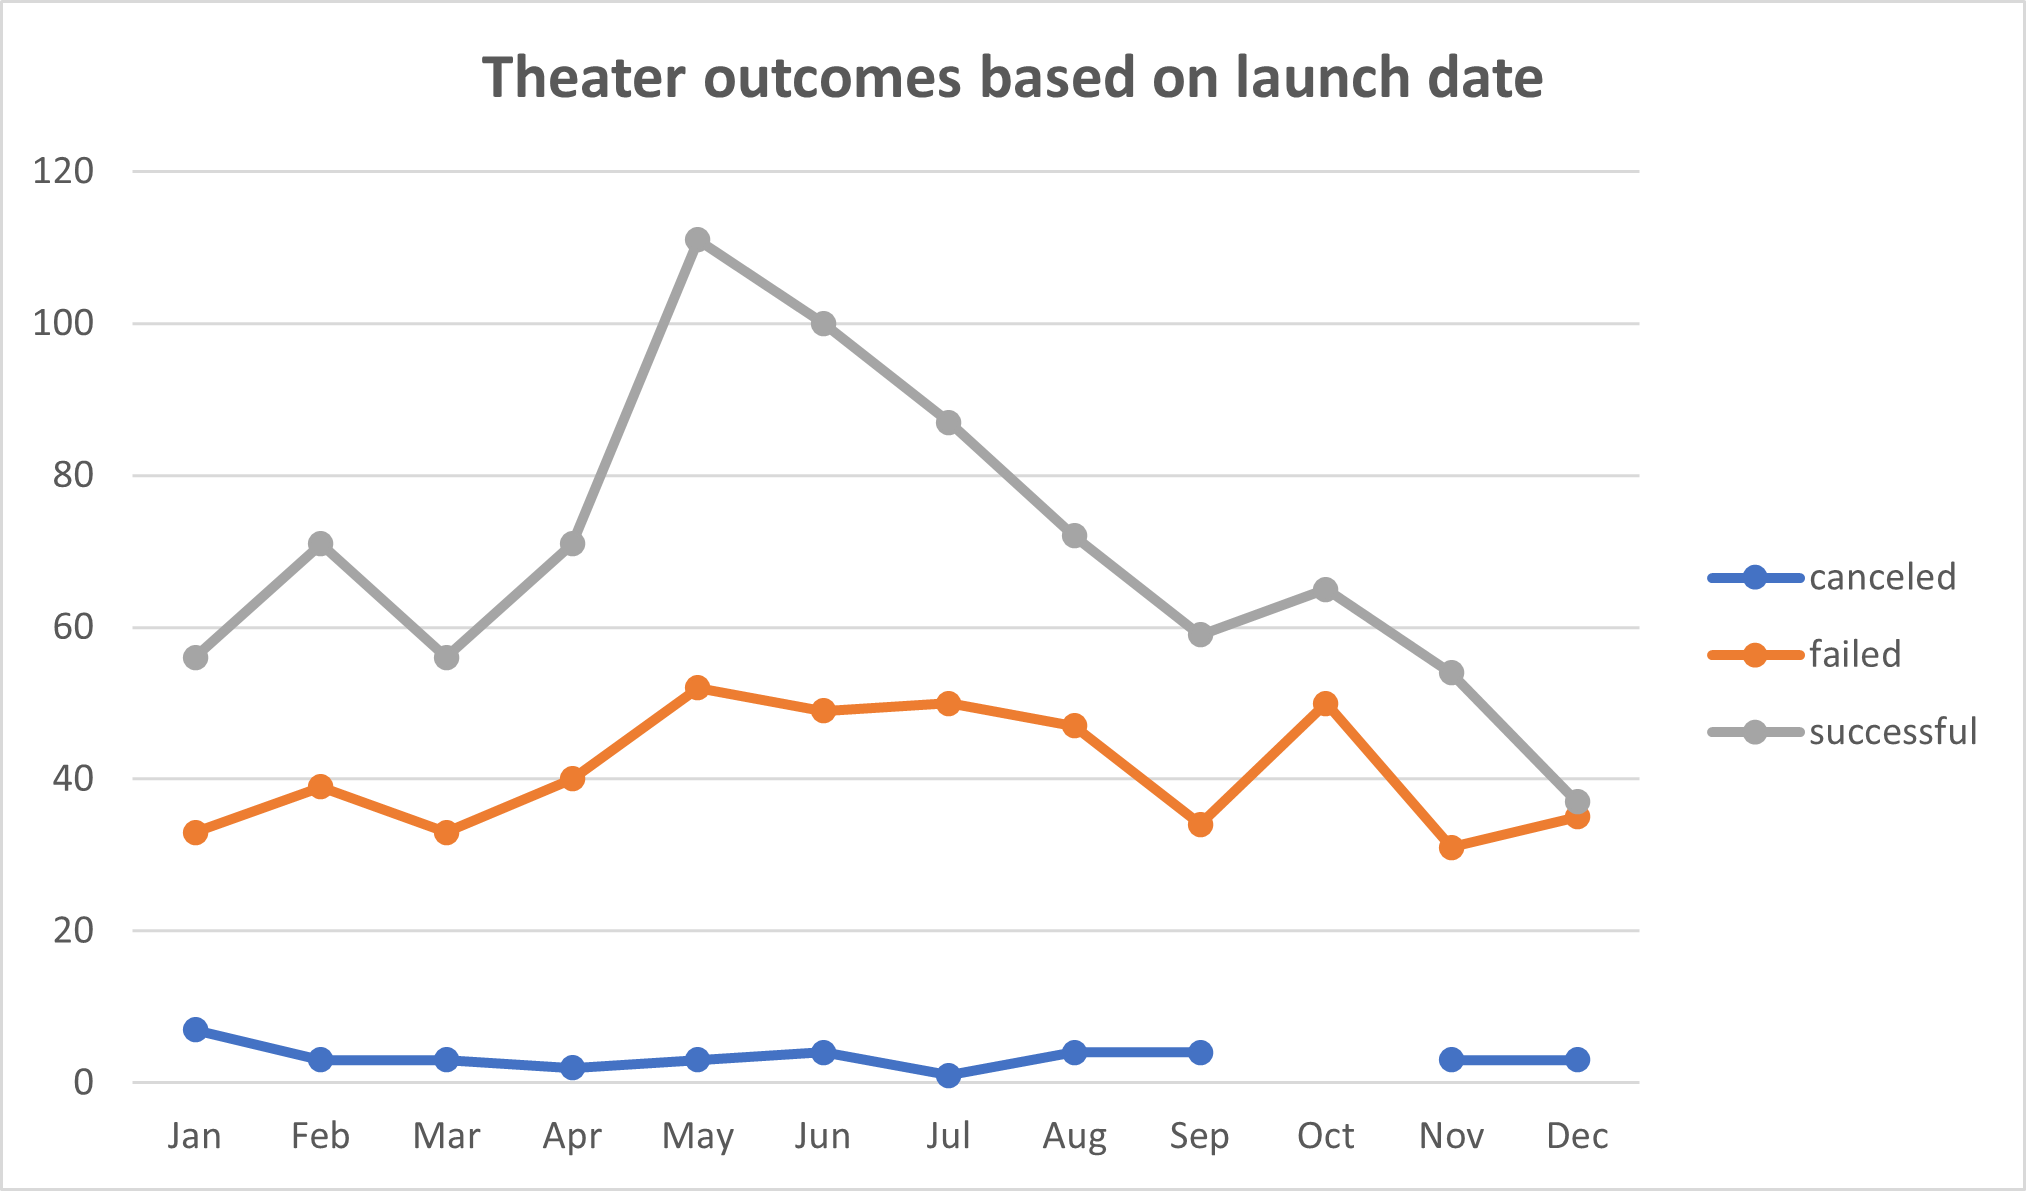 Theater outcomes based on launch date
120
100
80
60
40
20
0
Jan Feb Mar Apr May Jun Jul Aug Sep Oct Nov Dec
canceled
failed
successful